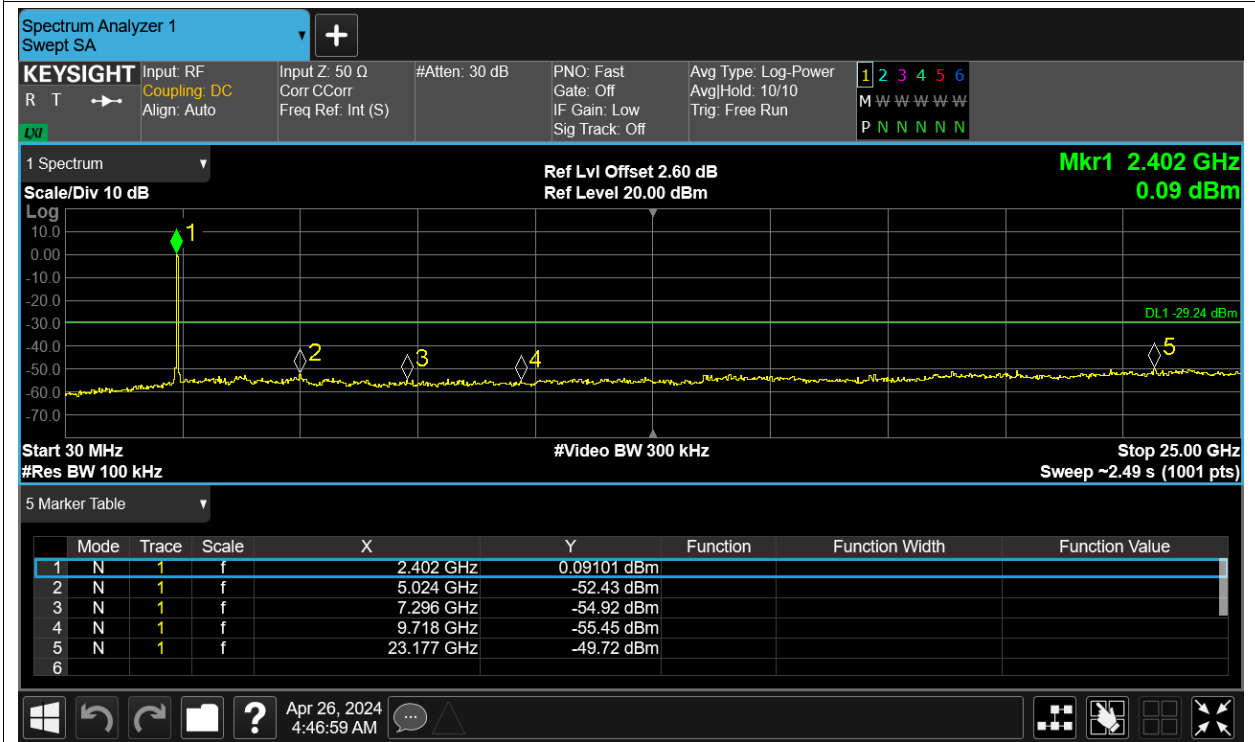 Spectrum Analyzer 1
Swept SA
+
KEYSIGHT
R T
LXI
Input: RF
Coupling: DC
Align: Auto
Input Z: 50 Ω
Corr CCorr
Freq Ref: Int (S)
#Atten: 30 dB
PNO: Fast
Gate: Off
IF Gain: Low
Sig Track: Off
Avg Type: Log-Power
Avg|Hold: 10/10
Trig: Free Run
1 2 3 4 5 6
M W W W W W
P N N N N N
1 Spectrum
Scale/Div 10 dB
Ref Lvl Offset 2.60 dB
Ref Level 20.00 dBm
Mkr1 2.402 GHz
0.09 dBm
Log
10.0
0.00
-10.0
-20.0
-30.0
-40.0
-50.0
-60.0
-70.0
1
2
3
4
5
DL1 -29.24 dBm
Start 30 MHz
#Res BW 100 kHz
#Video BW 300 kHz
Stop 25.00 GHz
Sweep ~2.49 s (1001 pts)
5 Marker Table
Mode Trace Scale X Y Function Function Width Function Value
1 N 1 f 2.402 GHz 0.09101 dBm
2 N 1 f 5.024 GHz -52.43 dBm
3 N 1 f 7.296 GHz -54.92 dBm
4 N 1 f 9.718 GHz -55.45 dBm
5 N 1 f 23.177 GHz -49.72 dBm
6
?
Apr 26, 2024
4:46:59 AM